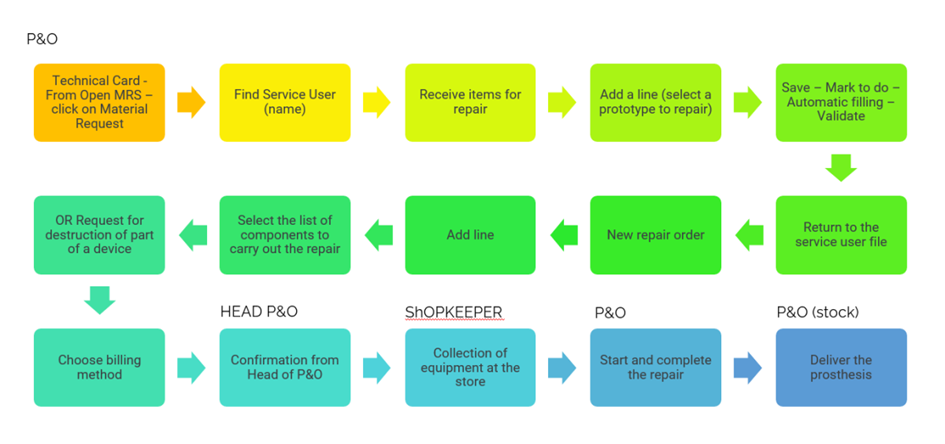 P&O
Technical Card -
From Open MRS –
click on Material
Request
Find Service User
(name)
Receive items for
repair
Add a line (select a
prototype to repair)
Save – Mark to do –
Automatic filling –
Validate
Return to the
service user file
New repair order
Add line
Select the list of
components to
carry out the repair
OR Request for
destruction of part
of a device
Choose billing
method
HEAD P&O
Confirmation from
Head of P&O
ShOPKEEPER
Collection of
equipment at the
store
P&O
Start and complete
the repair
P&O (stock)
Deliver the
prosthesis